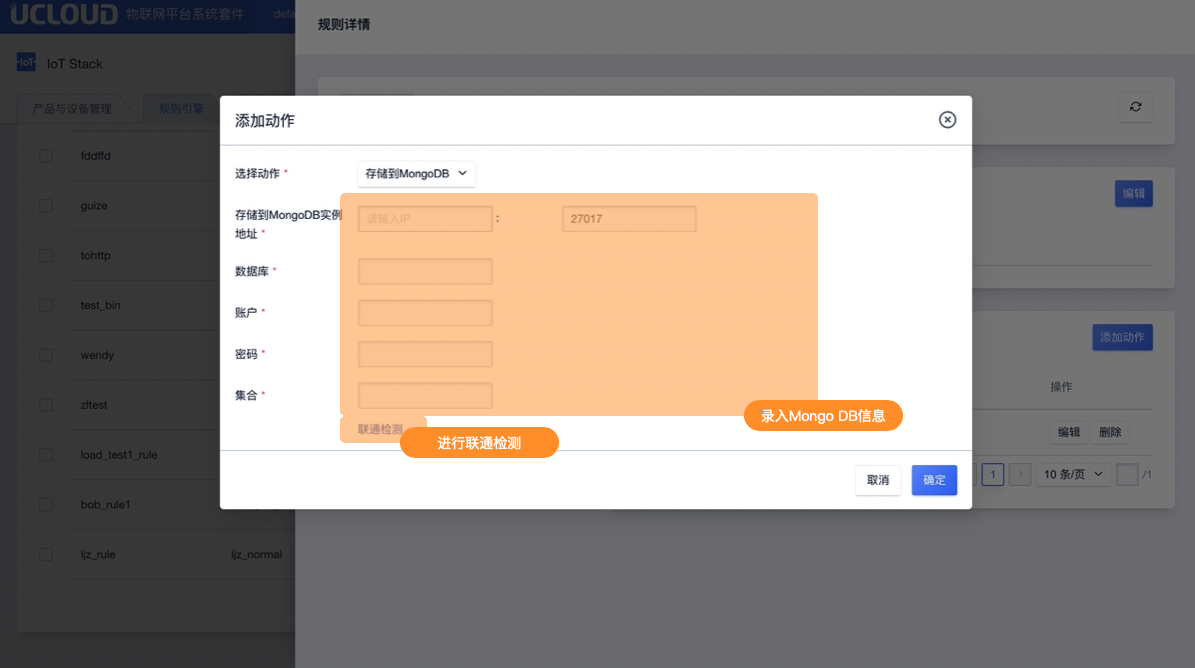 UCLOUD 物联网平台系统套件 defa
规则详情
IoT IoT Stack
产品与设备管理 规则引擎
添加动作
fddffd
选择动作 * 存储到MongoDB
编辑
guize
存储到MongoDB实例
地址 *
请输入IP : 27017
tohttp
数据库 *
test_bin
账户 *
添加动作
wendy
密码 *
操作
zltest
集合 *
录入Mongo DB信息
联通检测
进行联通检测
编辑 删除
load_test1_rule
取消 确定
1 10 条/页 /1
bob_rule1
ljz_rule ljz_normal